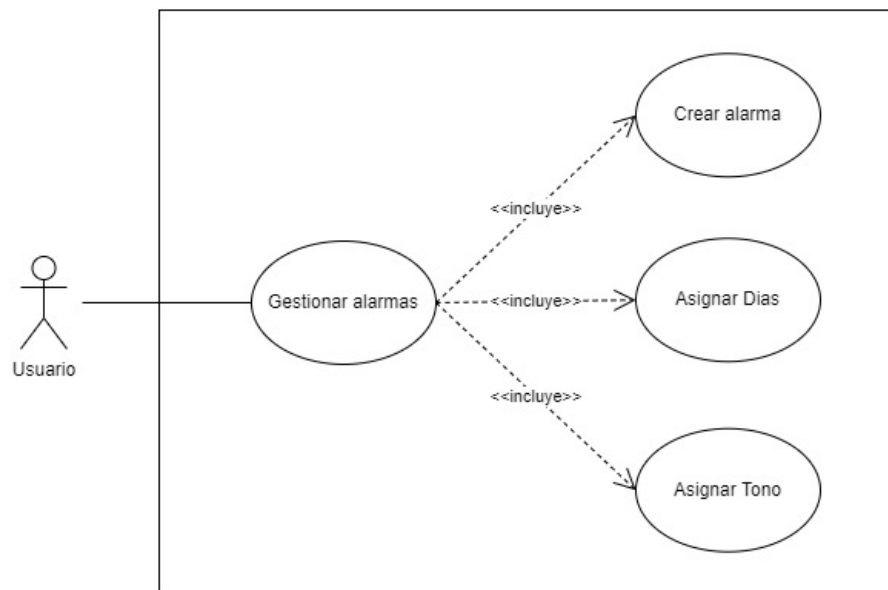 Crear alarma
<<incluye>>
Gestionar alarmas
<<incluye>>
Asignar Dias
Usuario
<<incluye>>
Asignar Tono